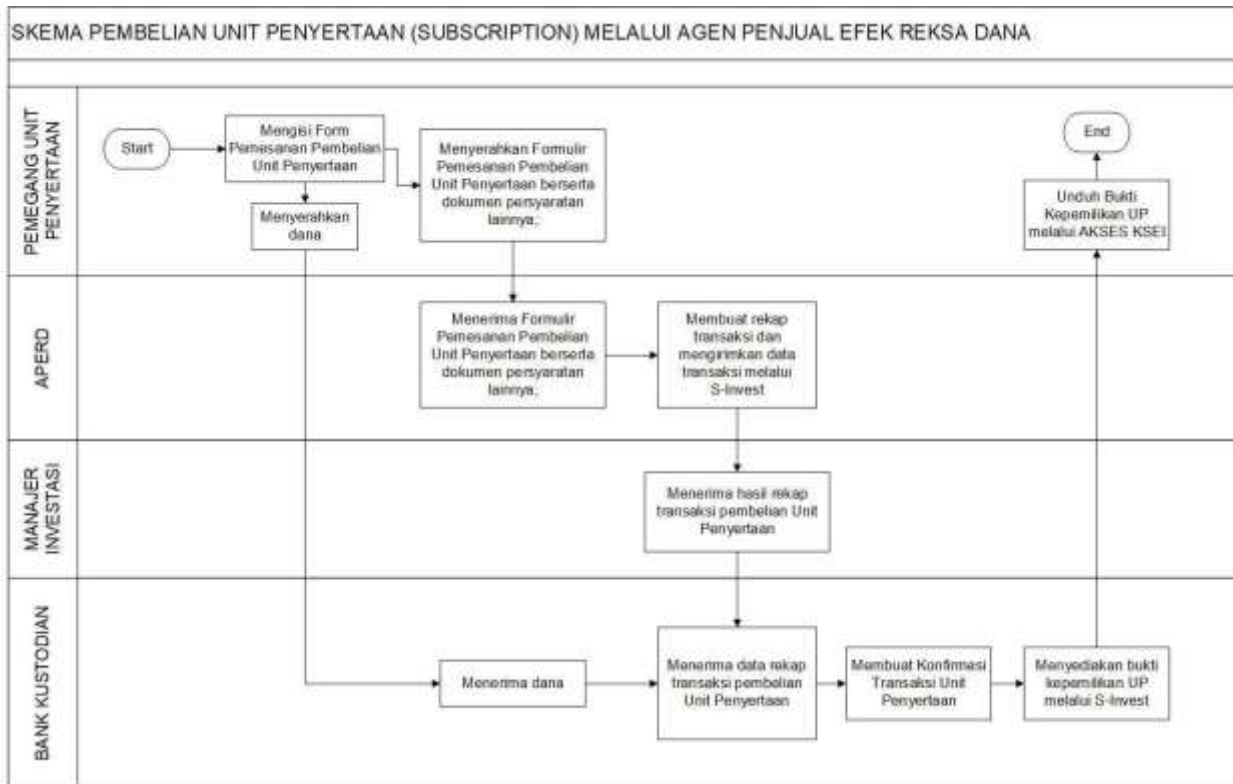 SKEMA PEMBELIAN UNIT PENYERTAAN (SUBSCRIPTION) MELALUI AGEN PENJUAL EFEK REKSA DANA
PEMEGANG UNIT
PENYERTAAN
Start
Mengisi Form
Pemesanan Pembelian
Unit Penyertaan
Menyerahkan
dana
Menyerahkan Formulir
Pemesanan Pembelian
Unit Penyertaan berserta
dokumen persyaratan
lainnya;
End
Unduh Bukti
Kepemilikan UP
melalui AKSES KSEI
APERD
Menerima Formulir
Pemesanan Pembelian
Unit Penyertaan berserta
dokumen persyaratan
lainnya;
Membuat rekap
transaksi dan
mengirimkan data
transaksi melalui
S-Invest
MANAJER
INVESTASI
Menerima hasil rekap
transaksi pembelian Unit
Penyertaan
BANK KUSTODIAN
Menerima dana
Menerima data rekap
transaksi pembelian
Unit Penyertaan
Membuat Konfirmasi
Transaksi Unit
Penyertaan
Menyediakan bukti
kepemilikan UP
melalui S-Invest